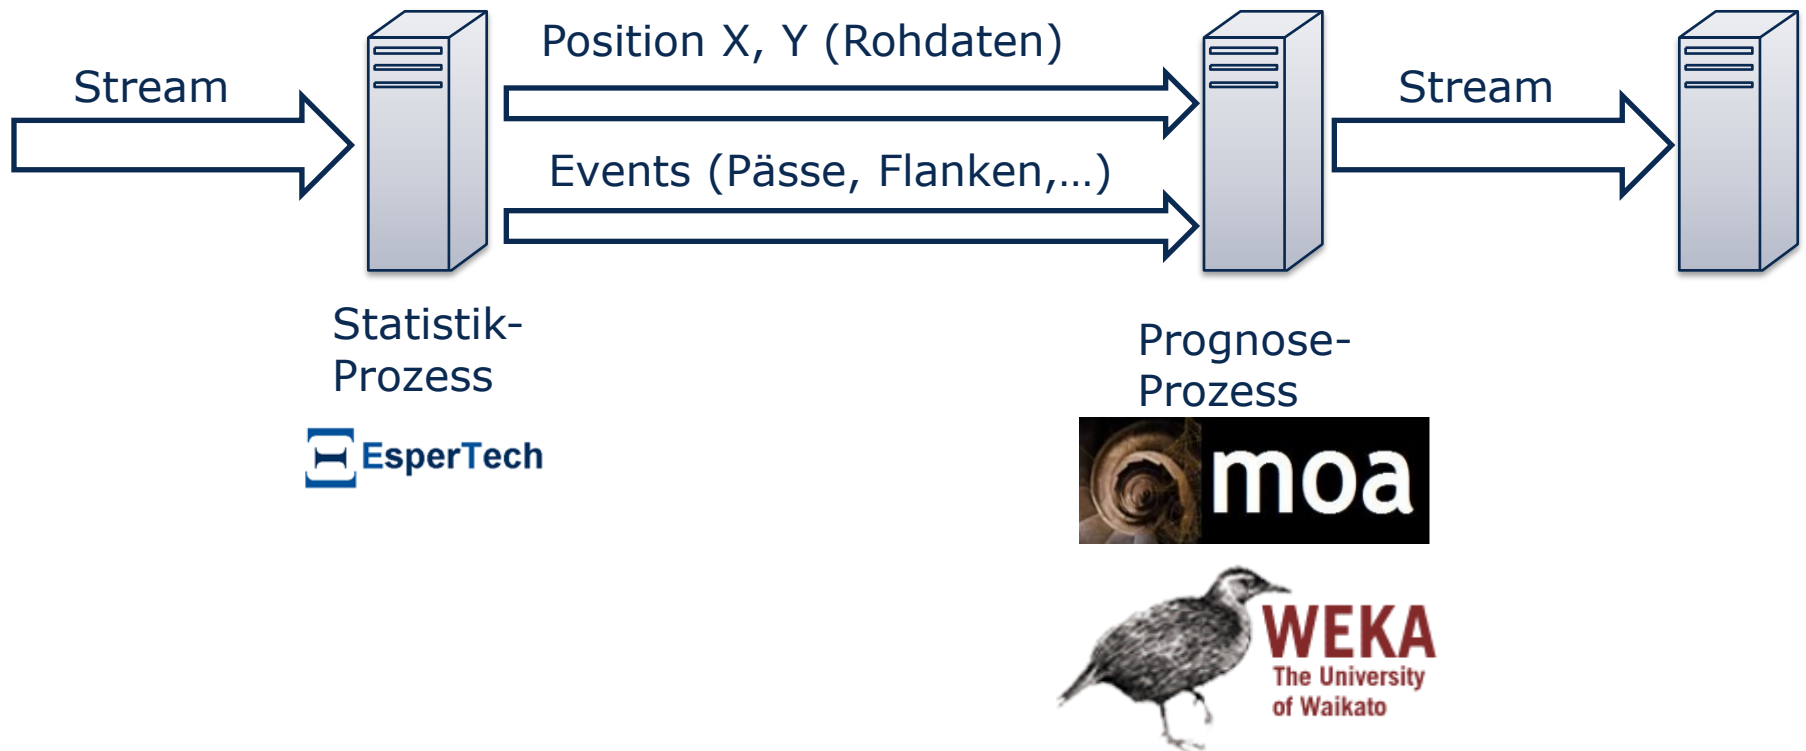 Stream
Position X, Y (Rohdaten)
Events (Pässe, Flanken,...)
Stream
Statistik-
Prozess
EsperTech
Prognose-
Prozess
moa
WEKA
The University
of Waikato